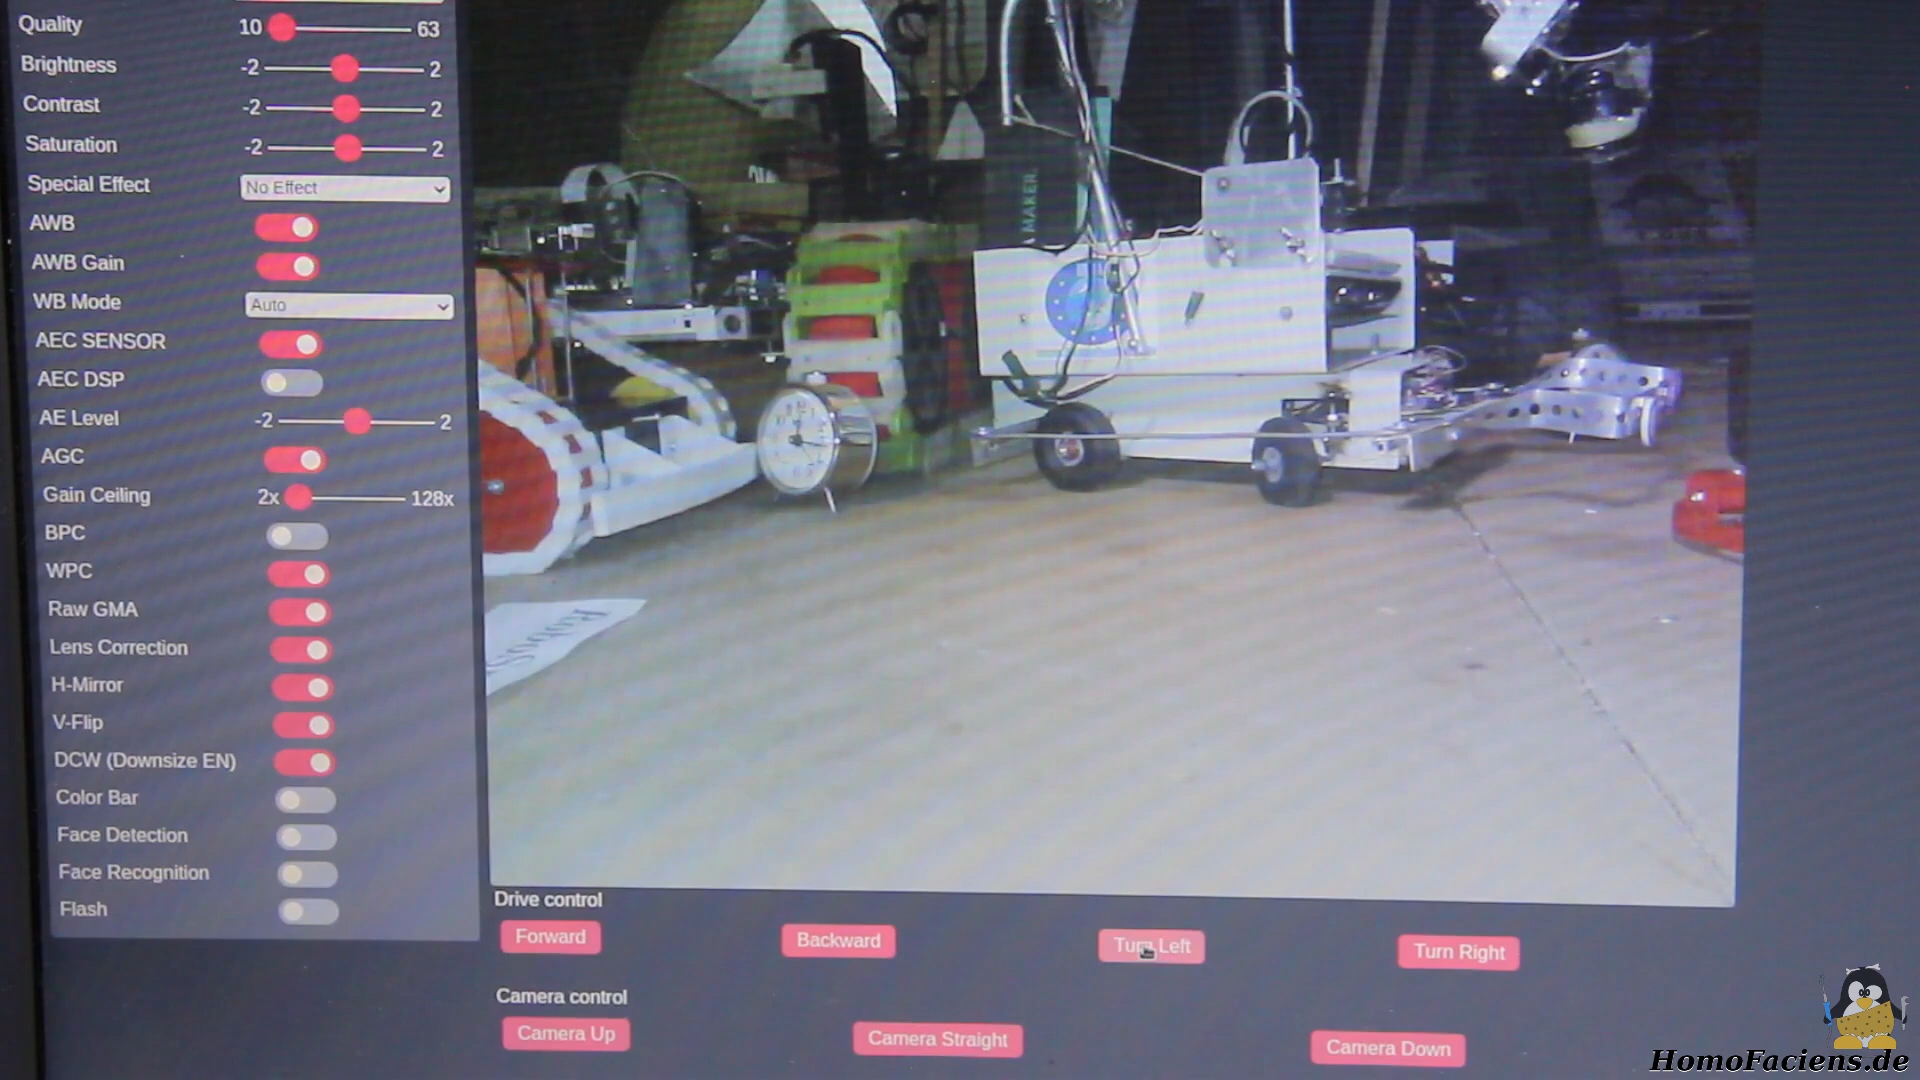 Quality 10 63
Brightness -2 2
Contrast -2 2
Saturation -2 2
Special Effect No Effect
AWB
AWB Gain
WB Mode Auto
AEC SENSOR
AEC DSP
AE Level -2 2
AGC
Gain Ceiling 2x 128x
BPC
WPC
Raw GMA
Lens Correction
H-Mirror
V-Flip
DCW (Downsize EN)
Color Bar
Face Detection
Face Recognition
Flash
MAKER
Drive control
Forward Backward Turn Left Turn Right
Camera control
Camera Up Camera Straight Camera Down
HomoFaciens.de